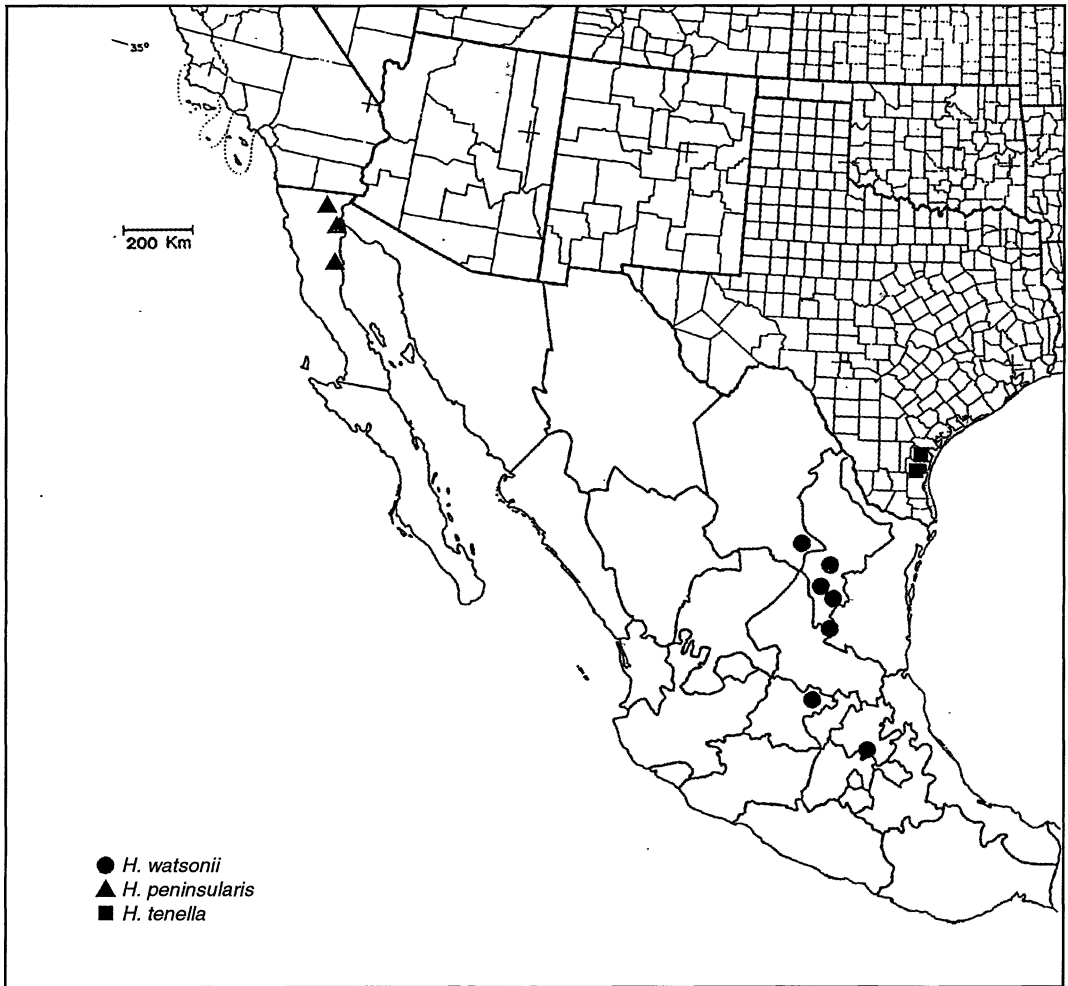 35°
200 Km
H. watsonii
H. peninsularis
H. tenella